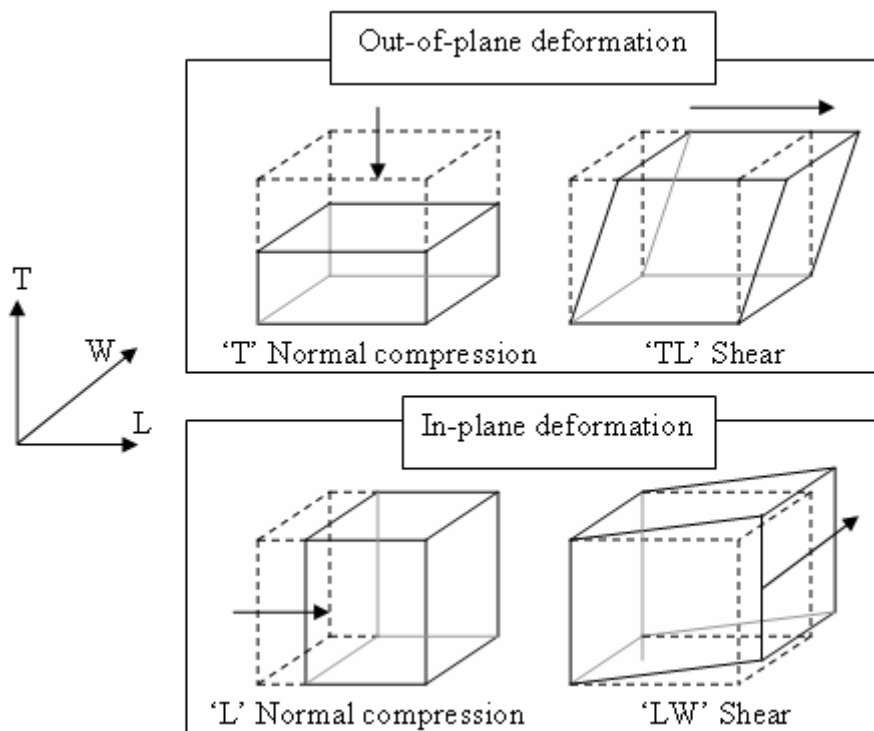 Out-of-plane deformation
T
W
L
‘T’ Normal compression
‘TL’ Shear
In-plane deformation
‘L’ Normal compression
‘LW’ Shear